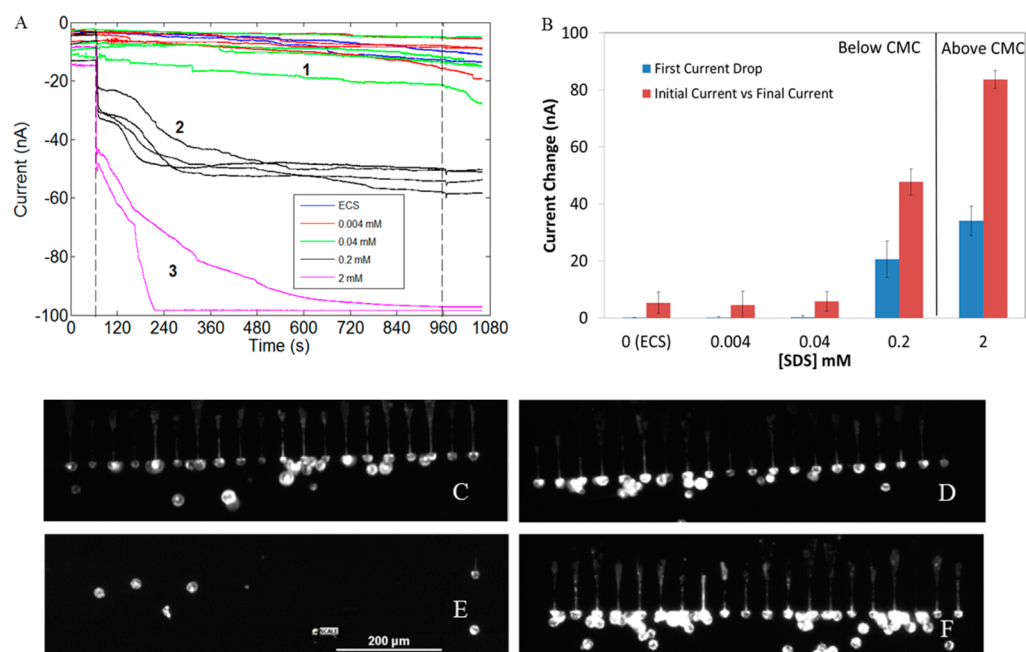 A
Current (nA)
0
-20
-40
-60
-80
-100
1
2
3
ECS
0.004 mM
0.04 mM
0.2 mM
2 mM
0 120 240 360 480 600 720 840 960 1080
Time (s)
B
Current Change (nA)
100
80
60
40
20
0
Below CMC Above CMC
First Current Drop
Initial Current vs Final Current
0 (ECS) 0.004 0.04 0.2 2
[SDS] mM
C
D
E
SCALE
200 µm
F